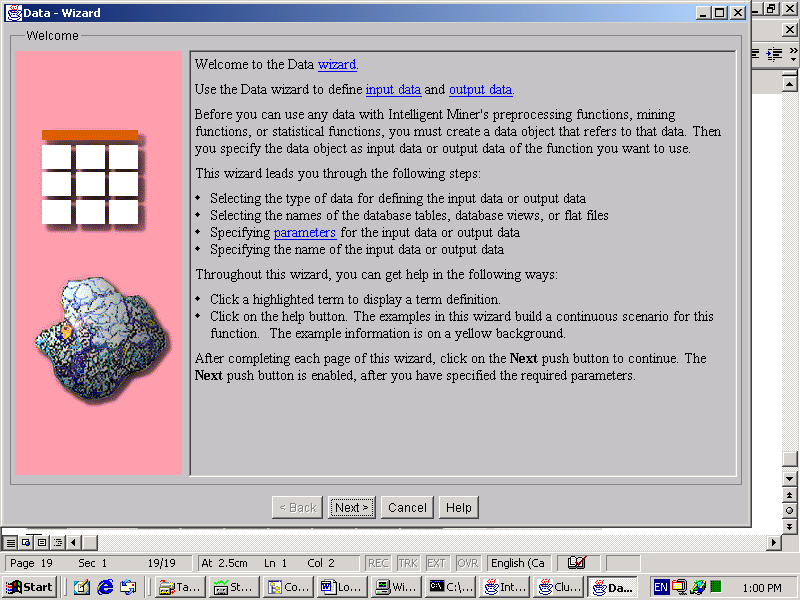 Data - Wizard
Welcome
Welcome to the Data wizard.
Use the Data wizard to define input data and output data.
Before you can use any data with Intelligent Miner's preprocessing functions, mining
functions, or statistical functions, you must create a data object that refers to that data. Then
you specify the data object as input data or output data of the function you want to use.
This wizard leads you through the following steps:
• Selecting the type of data for defining the input data or output data
• Selecting the names of the database tables, database views, or flat files
• Specifying parameters for the input data or output data
• Specifying the name of the input data or output data
Throughout this wizard, you can get help in the following ways:
• Click a highlighted term to display a term definition.
• Click on the help button. The examples in this wizard build a continuous scenario for this
function. The example information is on a yellow background.
After completing each page of this wizard, click on the Next push button to continue. The
Next push button is enabled, after you have specified the required parameters.
< Back Next > Cancel Help
Page 19 Sec 1 19/19 At 2.5cm Ln 1 Col 2 REC TRK EXT OVR English (Ca
Start Ta... St... Co... Lo... Wi... C:\... Int... Clu... Da... EN 1:00 PM